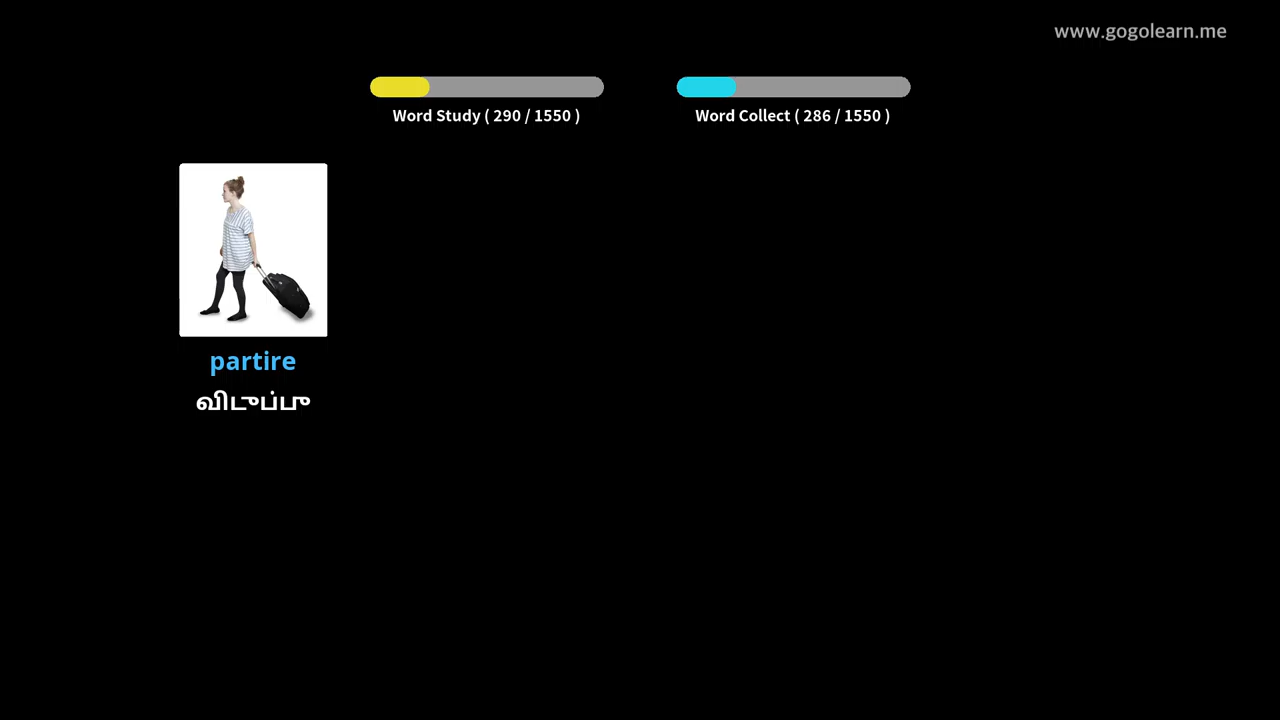 www.gogolearn.me
Word Study ( 290 / 1550 )
Word Collect ( 286 / 1550 )
partire
விடுப்பு